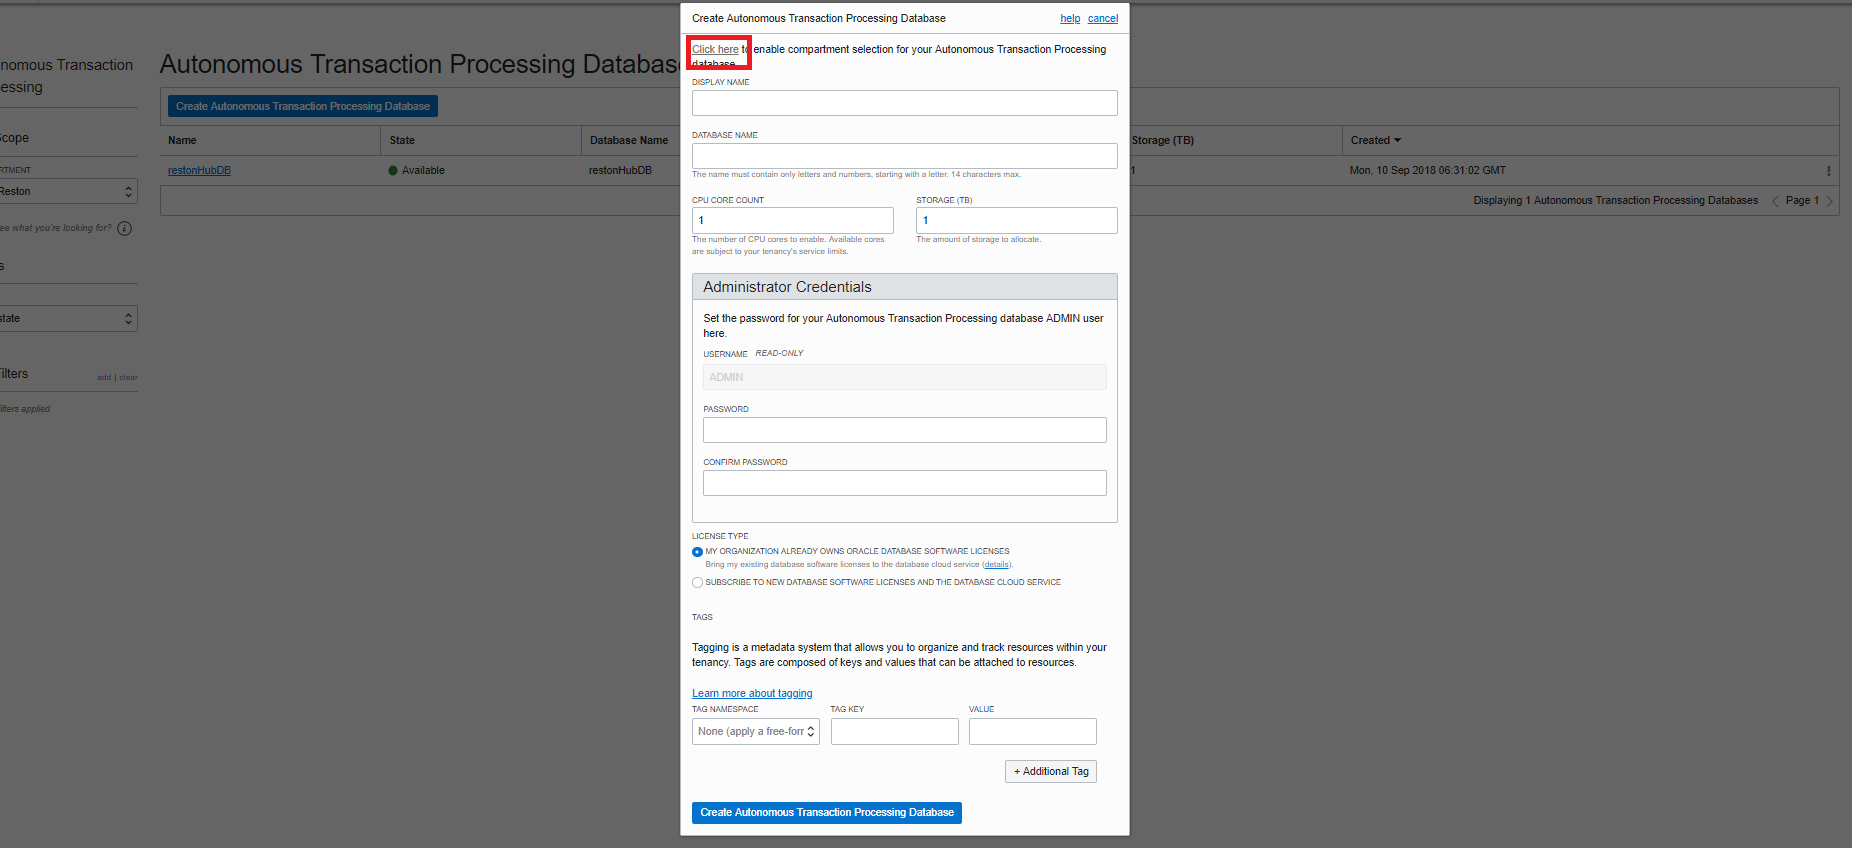 Create Autonomous Transaction Processing Database help cancel
Click here to enable compartment selection for your Autonomous Transaction Processing
database.
DISPLAY NAME
DATABASE NAME
The name must contain only letters and numbers, starting with a letter. 14 characters max.
CPU CORE COUNT STORAGE (TB)
1 1
The number of CPU cores to enable. Available cores The amount of storage to allocate.
are subject to your tenancy's service limits.
Administrator Credentials
Set the password for your Autonomous Transaction Processing database ADMIN user
here.
USERNAME READ-ONLY
ADMIN
PASSWORD
CONFIRM PASSWORD
LICENSE TYPE
MY ORGANIZATION ALREADY OWNS ORACLE DATABASE SOFTWARE LICENSES
Bring my existing database software licenses to the database cloud service (details).
SUBSCRIBE TO NEW DATABASE SOFTWARE LICENSES AND THE DATABASE CLOUD SERVICE
TAGS
Tagging is a metadata system that allows you to organize and track resources within your
tenancy. Tags are composed of keys and values that can be attached to resources.
Learn more about tagging
TAG NAMESPACE TAG KEY VALUE
None (apply a free-forr
+ Additional Tag
Create Autonomous Transaction Processing Database
nomous Transaction
essing
Scope
RTMENT
Reston
ee what you're looking for? i
s
state
ilters add | clear
ilters applied
Autonomous Transaction Processing Databas
Create Autonomous Transaction Processing Database
Name State Database Name Storage (TB) Created
restonHubDB Available restonHubDB 1 Mon, 10 Sep 2018 06:31:02 GMT
Displaying 1 Autonomous Transaction Processing Databases Page 1